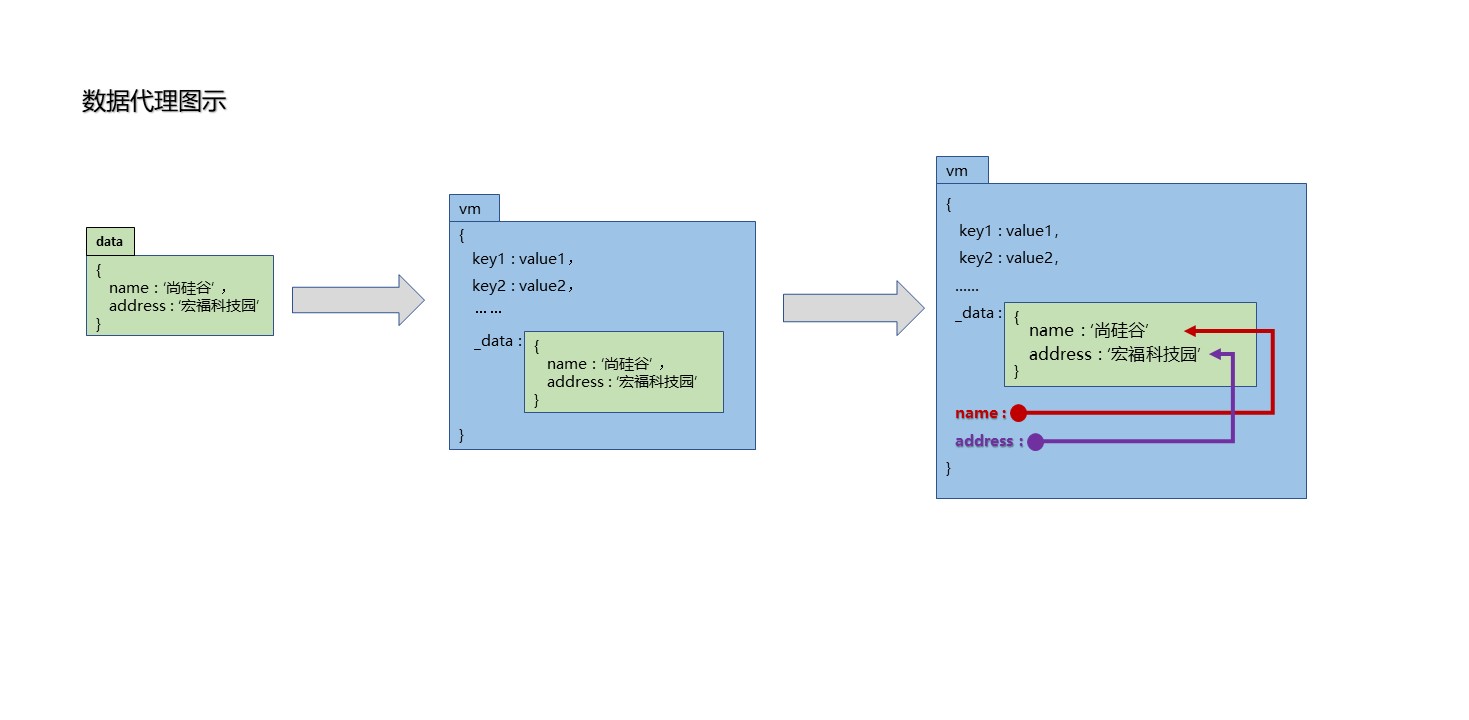 数据代理图示
data
{
name : ‘尚硅谷’ ，
address : ‘宏福科技园’
}
vm
{
key1 : value1，
key2 : value2，
... ...
_data :
{
name : ‘尚硅谷’ ，
address : ‘宏福科技园’
}
}
vm
{
key1 : value1，
key2 : value2，
......
_data :
{
name : ‘尚硅谷’
address : ‘宏福科技园’
}
name :
address :
}